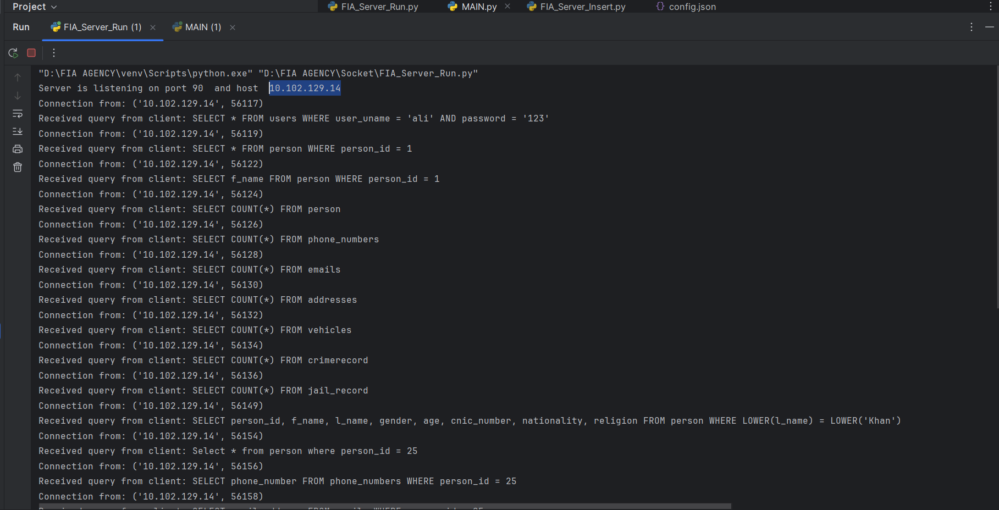 Project
FIA_Server_Run.py
MAIN.py
FIA_Server_Insert.py
{} config.json
Run
FIA_Server_Run (1)
MAIN (1)
"D:\FIA AGENCY\venv\Scripts\python.exe" "D:\FIA AGENCY\Socket\FIA_Server_Run.py"
Server is listening on port 90  and host  10.102.129.14
Connection from: ('10.102.129.14', 56117)
Received query from client: SELECT * FROM users WHERE user_uname = 'ali' AND password = '123'
Connection from: ('10.102.129.14', 56119)
Received query from client: SELECT * FROM person WHERE person_id = 1
Connection from: ('10.102.129.14', 56122)
Received query from client: SELECT f_name FROM person WHERE person_id = 1
Connection from: ('10.102.129.14', 56124)
Received query from client: SELECT COUNT(*) FROM person
Connection from: ('10.102.129.14', 56126)
Received query from client: SELECT COUNT(*) FROM phone_numbers
Connection from: ('10.102.129.14', 56128)
Received query from client: SELECT COUNT(*) FROM emails
Connection from: ('10.102.129.14', 56130)
Received query from client: SELECT COUNT(*) FROM addresses
Connection from: ('10.102.129.14', 56132)
Received query from client: SELECT COUNT(*) FROM vehicles
Connection from: ('10.102.129.14', 56134)
Received query from client: SELECT COUNT(*) FROM crimerecord
Connection from: ('10.102.129.14', 56136)
Received query from client: SELECT COUNT(*) FROM jail_record
Connection from: ('10.102.129.14', 56149)
Received query from client: SELECT person_id, f_name, l_name, gender, age, cnic_number, nationality, religion FROM person WHERE LOWER(l_name) = LOWER('Khan')
Connection from: ('10.102.129.14', 56154)
Received query from client: Select * from person where person_id = 25
Connection from: ('10.102.129.14', 56156)
Received query from client: SELECT phone_number FROM phone_numbers WHERE person_id = 25
Connection from: ('10.102.129.14', 56158)